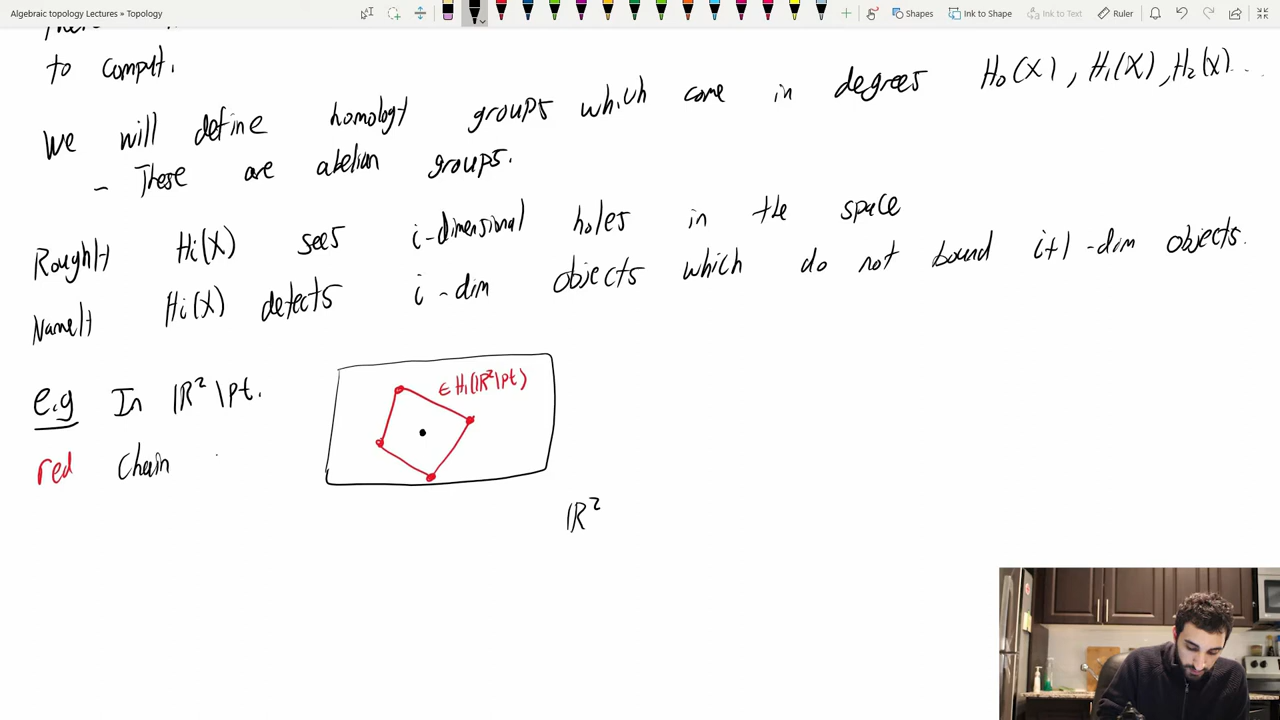 Algebraic topology Lectures » Topology
Shapes
Ink to Shape
Ink to Text
Ruler
to comput.
We will define homology groups which come in degrees H₀(X), H₁(X), H₂(X)...
- These are abelian groups.
Roughly Hi(X) sees i-dimensional holes in the space
Namely Hi(X) detects i-dim objects which do not bound i+1-dim objects.
e.g In ℝ²\pt.
∈ H₁(ℝ²\pt)
red Chain
ℝ²